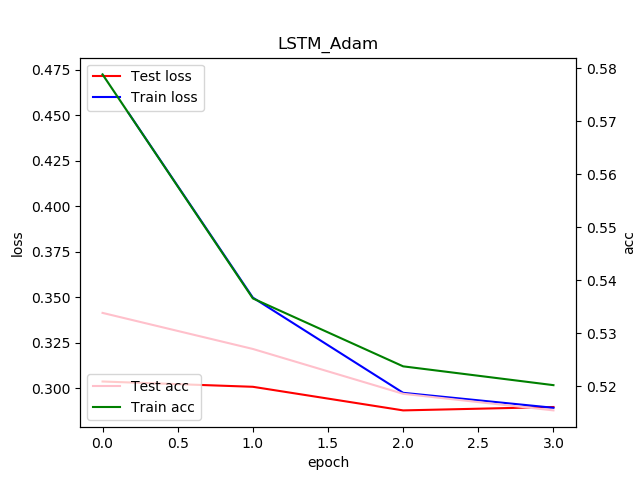 LSTM_Adam
Test loss
Train loss
Test acc
Train acc
0.475
0.450
0.425
0.400
0.375
0.350
0.325
0.300
loss
0.58
0.57
0.56
0.55
0.54
0.53
0.52
acc
0.0 0.5 1.0 1.5 2.0 2.5 3.0
epoch